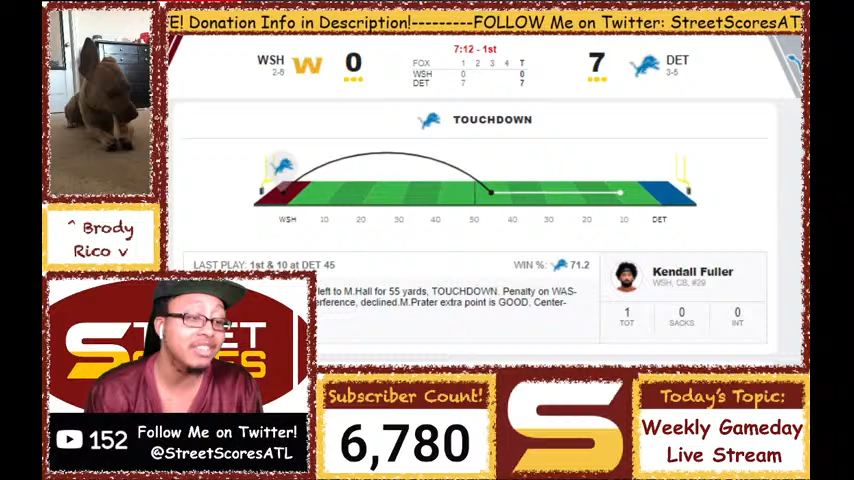 E! Donation Info in Description!---------FOLLOW Me on Twitter: StreetScoresAT
WSH
2-6
W
0
7:12 - 1st
FOX 1 2 3 4 T
WSH 0 0
DET 7 7
7
DET
3-5
TOUCHDOWN
WSH 10 20 30 40 50 40 30 20 10 DET
LAST PLAY: 1st & 10 at DET 45
WIN %: 71.2
left to M.Hall for 55 yards, TOUCHDOWN. Penalty on WAS-
erference, declined.M.Prater extra point is GOOD, Center-
Kendall Fuller
WSH, CB, #29
1 0 0
TOT SACKS INT
^ Brody
Rico v
STREET
SCORES
152
Follow Me on Twitter!
@StreetScoresATL
Subscriber Count!
6,780
S
Today's Topic:
Weekly Gameday
Live Stream